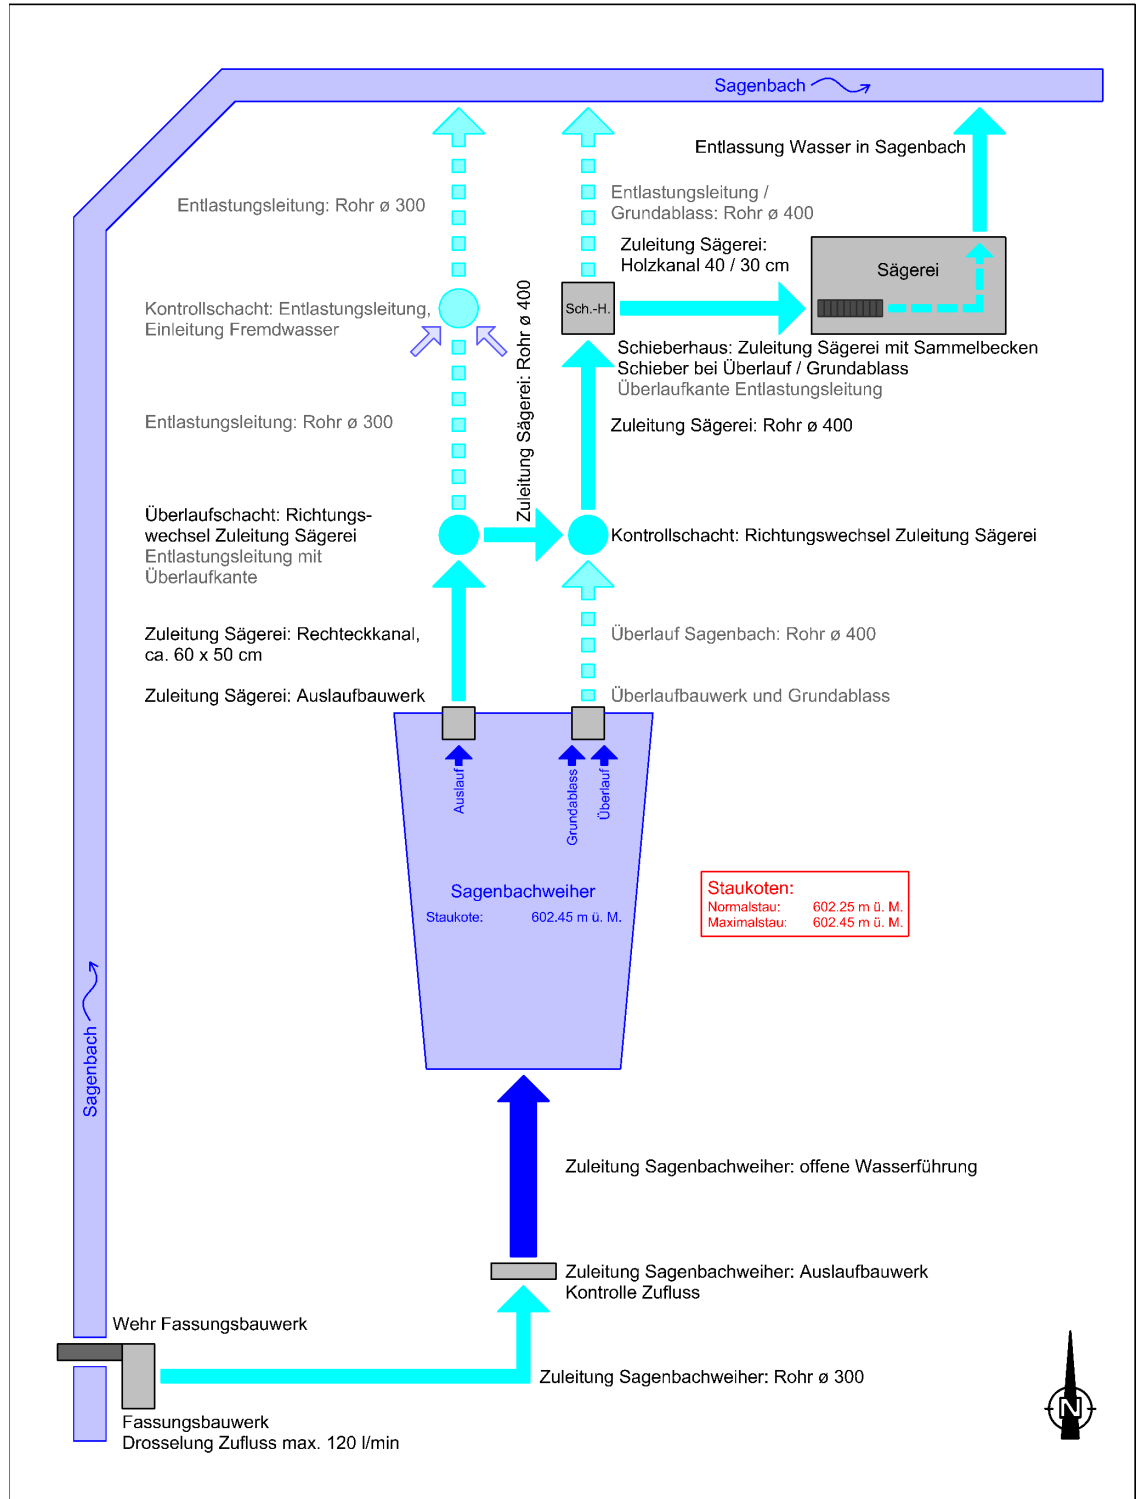 Sagenbach
Entlassung Wasser in Sagenbach
Entlastungsleitung: Rohr ø 300
Entlastungsleitung /
Grundablass: Rohr ø 400
Zuleitung Sägerei:
Holzkanal 40 / 30 cm
Sägerei
Kontrollschacht: Entlastungsleitung,
Einleitung Fremdwasser
Zuleitung Sägerei: Rohr ø 400
Sch.-H.
Schieberhaus: Zuleitung Sägerei mit Sammelbecken
Schieber bei Überlauf / Grundablass
Überlaufkante Entlastungsleitung
Entlastungsleitung: Rohr ø 300
Zuleitung Sägerei: Rohr ø 400
Überlaufschacht: Richtungs-
wechsel Zuleitung Sägerei
Entlastungsleitung mit
Überlaufkante
Kontrollschacht: Richtungswechsel Zuleitung Sägerei
Zuleitung Sägerei: Rechteckkanal,
ca. 60 x 50 cm
Überlauf Sagenbach: Rohr ø 400
Zuleitung Sägerei: Auslaufbauwerk
Überlaufbauwerk und Grundablass
Auslauf
Grundablass
Überlauf
Sagenbachweiher
Staukote: 602.45 m ü. M.
Staukoten:
Normalstau: 602.25 m ü. M.
Maximalstau: 602.45 m ü. M.
Sagenbach
Zuleitung Sagenbachweiher: offene Wasserführung
Zuleitung Sagenbachweiher: Auslaufbauwerk
Kontrolle Zufluss
Wehr Fassungsbauwerk
Zuleitung Sagenbachweiher: Rohr ø 300
Fassungsbauwerk
Drosselung Zufluss max. 120 l/min
N